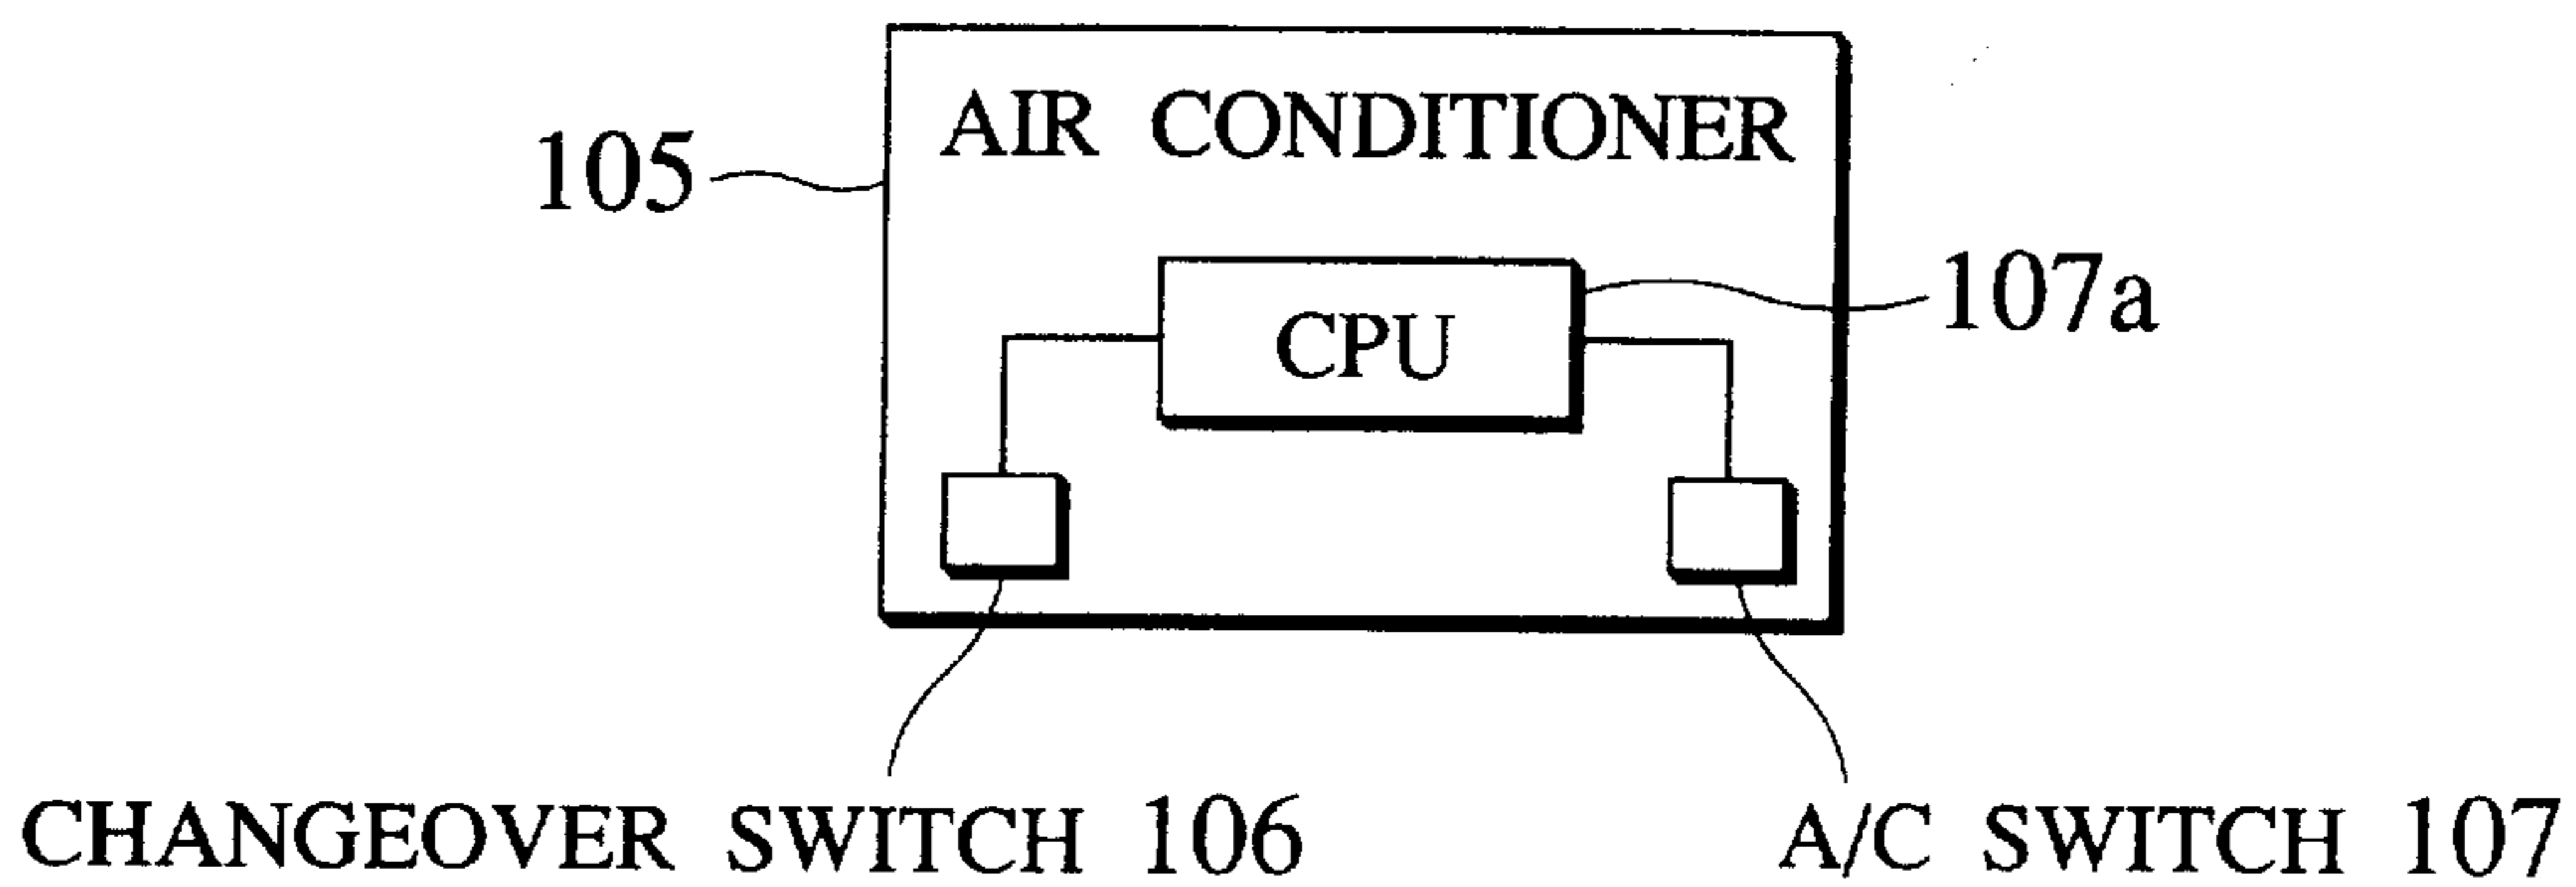 AIR CONDITIONER
105
107a
CPU
CHANGEOVER SWITCH 106
A/C SWITCH 107